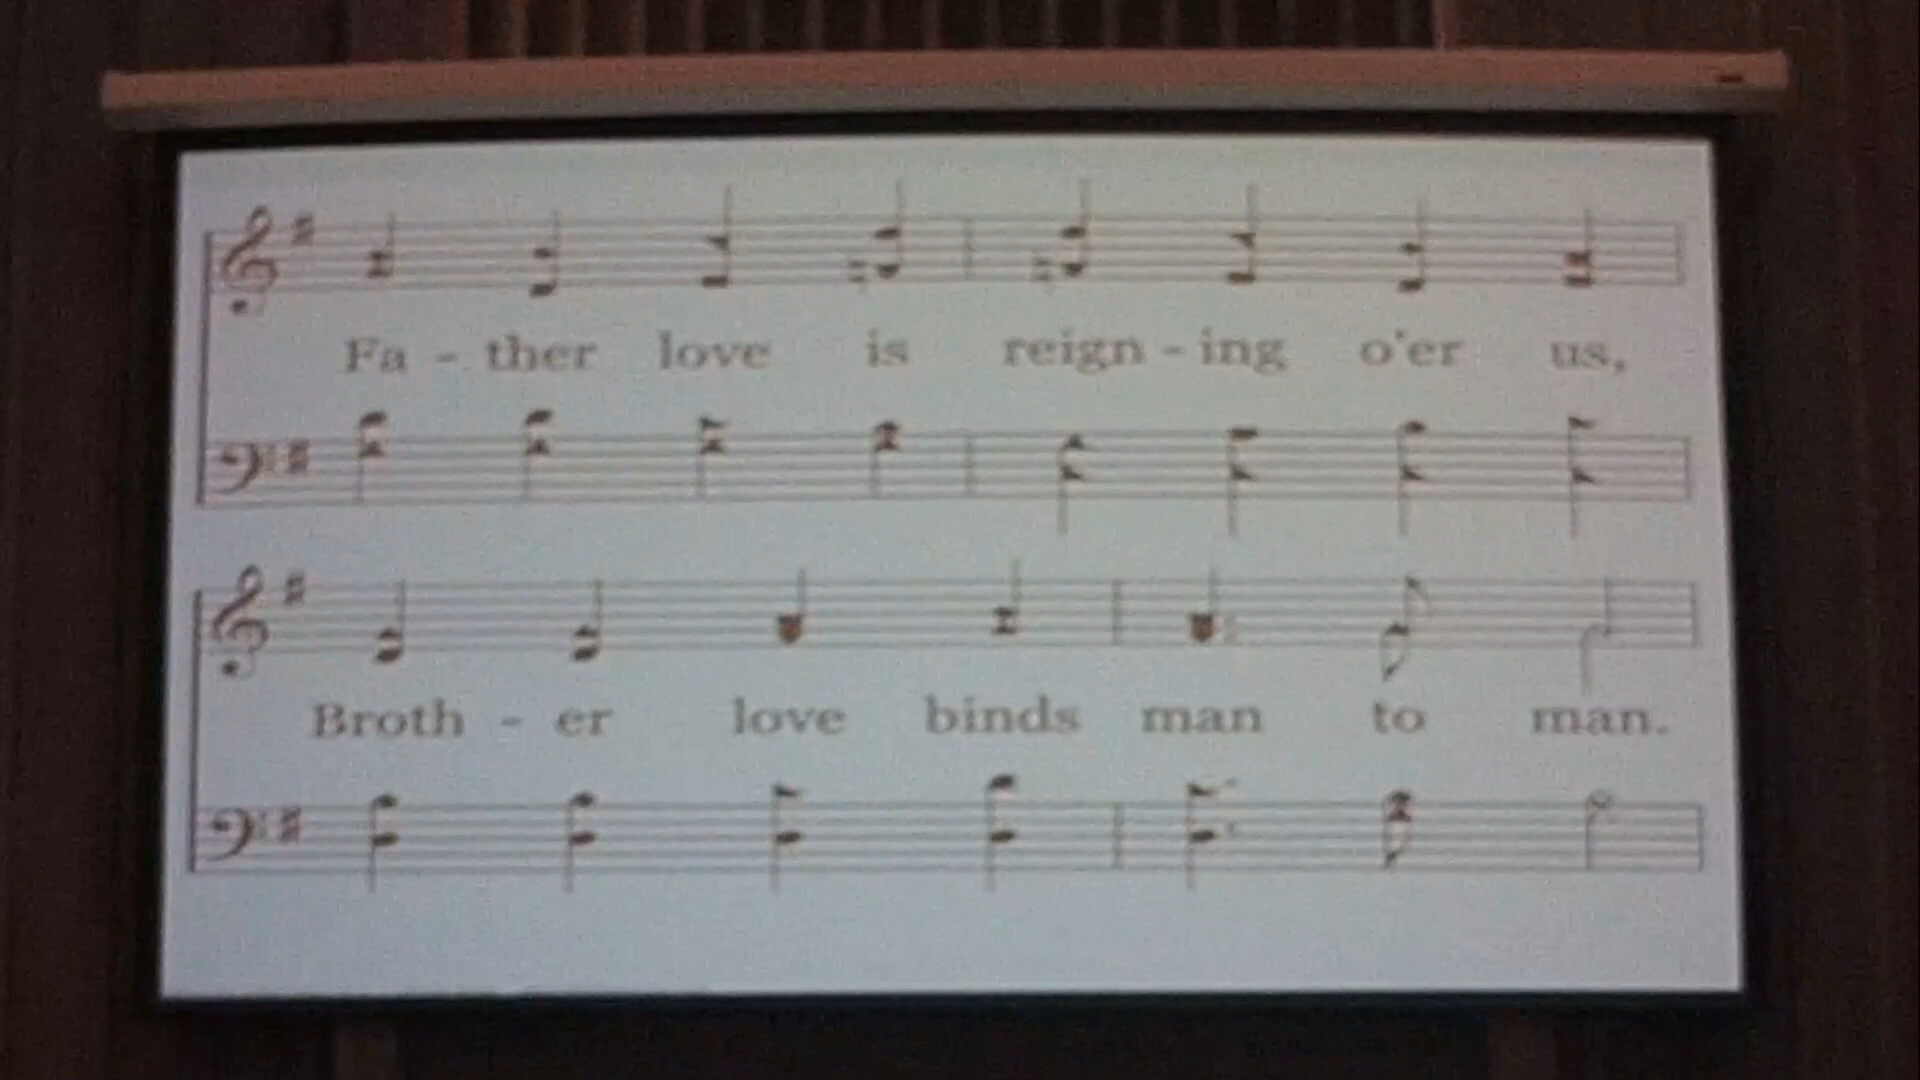 Fa - ther love is reign - ing o'er us,
Broth - er love binds man to man.